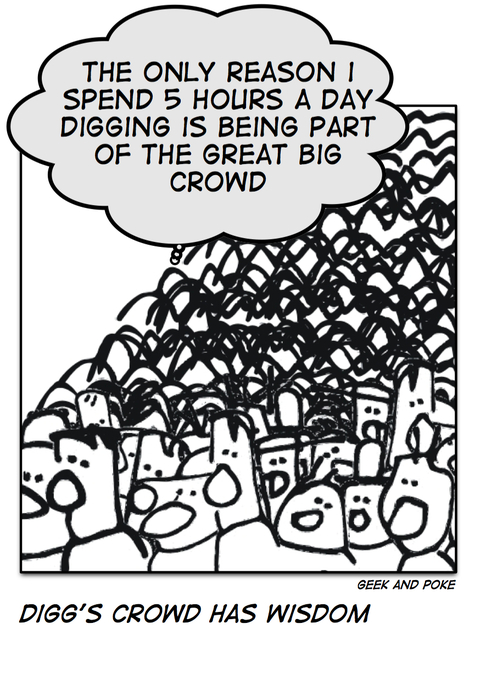 THE ONLY REASON I
SPEND 5 HOURS A DAY
DIGGING IS BEING PART
OF THE GREAT BIG
CROWD
GEEK AND POKE
DIGG'S CROWD HAS WISDOM